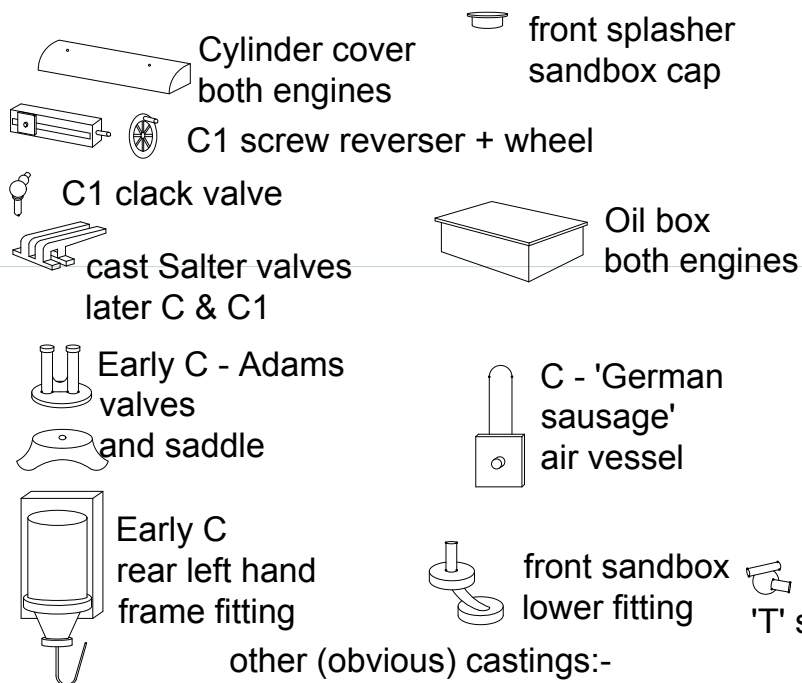 Cylinder cover
both engines
front splasher
sandbox cap
C1 screw reverser + wheel
C1 clack valve
Oil box
both engines
cast Salter valves
later C & C1
Early C - Adams
valves
and saddle
C - 'German
sausage'
air vessel
Early C
rear left hand
frame fitting
front sandbox
lower fitting
'T' s
other (obvious) castings:-